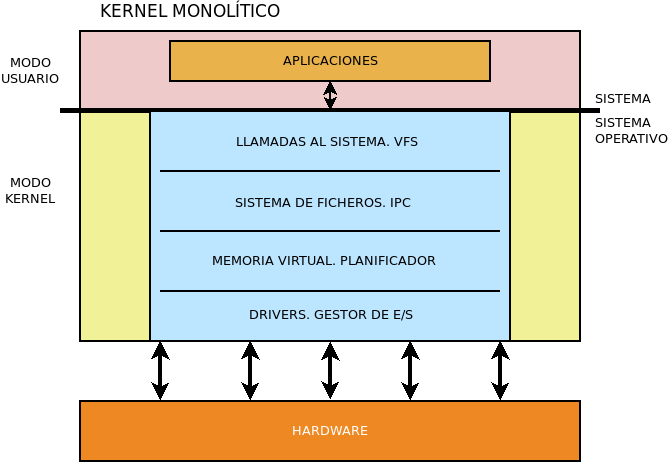 KERNEL MONOLÍTICO
MODO
USUARIO
APLICACIONES
SISTEMA
SISTEMA
OPERATIVO
LLAMADAS AL SISTEMA. VFS
MODO
KERNEL
SISTEMA DE FICHEROS. IPC
MEMORIA VIRTUAL. PLANIFICADOR
DRIVERS. GESTOR DE E/S
HARDWARE